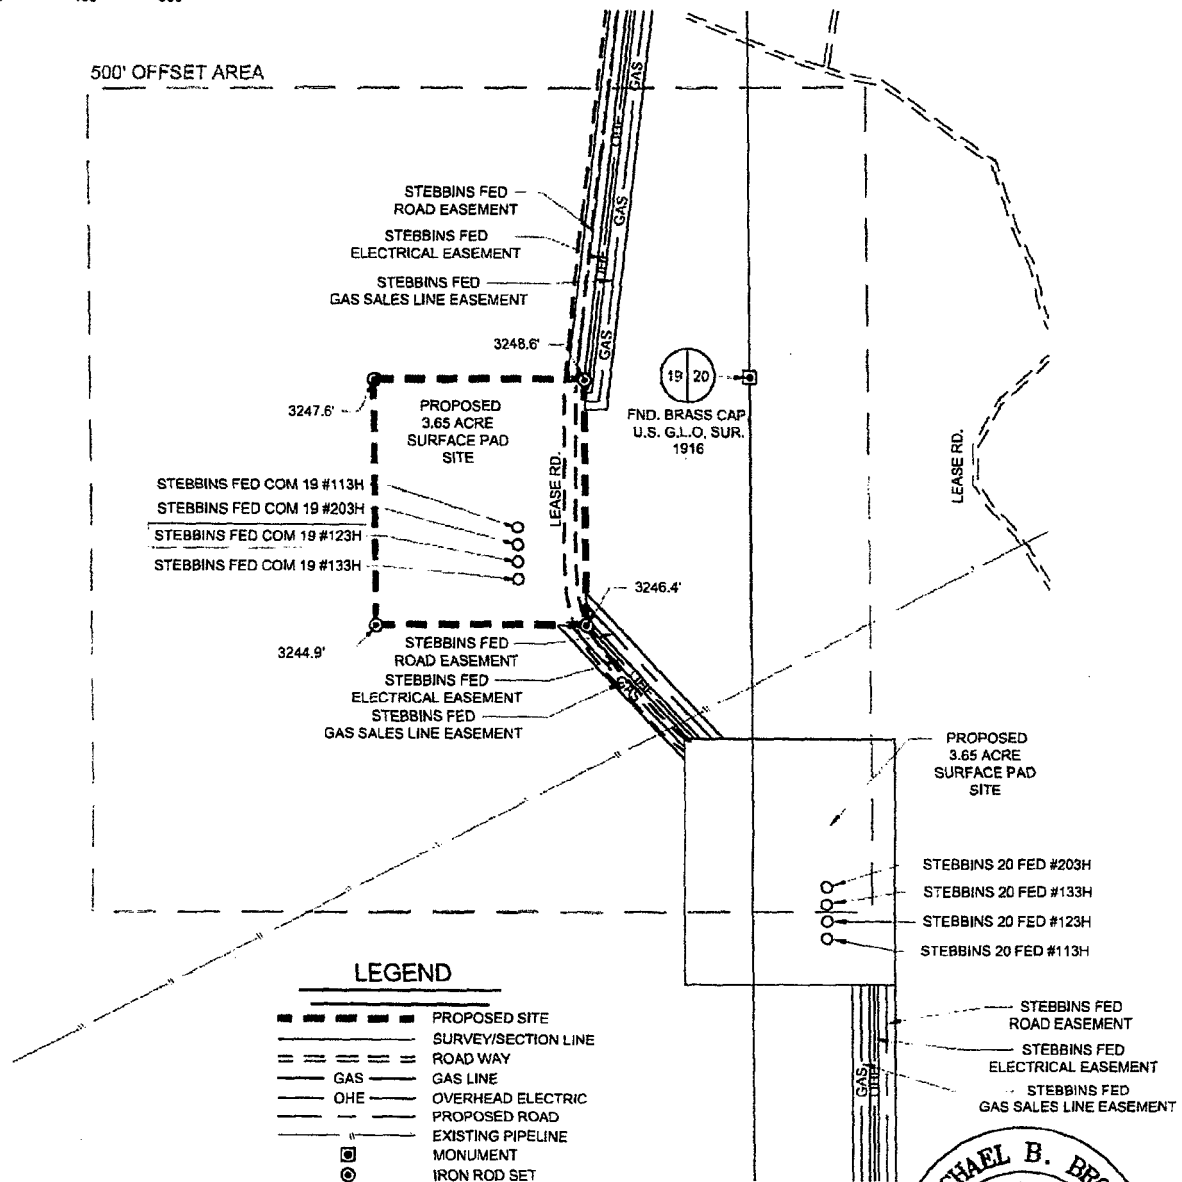 500' OFFSET AREA
GAS
OHE
GAS
STEBBINS FED
ROAD EASEMENT
STEBBINS FED
ELECTRICAL EASEMENT
OHE
STEBBINS FED
GAS SALES LINE EASEMENT
GAS
3248.6'
19 20
3247.6'
PROPOSED
3.65 ACRE
SURFACE PAD
SITE
FND. BRASS CAP
U.S. G.L.O. SUR.
1916
LEASE RD.
LEASE RD.
STEBBINS FED COM 19 #113H
STEBBINS FED COM 19 #203H
STEBBINS FED COM 19 #123H
STEBBINS FED COM 19 #133H
3246.4'
3244.9'
STEBBINS FED
ROAD EASEMENT
STEBBINS FED
ELECTRICAL EASEMENT
STEBBINS FED
GAS SALES LINE EASEMENT
OHE
GAS
PROPOSED
3.65 ACRE
SURFACE PAD
SITE
STEBBINS 20 FED #203H
STEBBINS 20 FED #133H
STEBBINS 20 FED #123H
STEBBINS 20 FED #113H
LEGEND
PROPOSED SITE
SURVEY/SECTION LINE
ROAD WAY
GAS GAS LINE
OHE OVERHEAD ELECTRIC
PROPOSED ROAD
EXISTING PIPELINE
MONUMENT
IRON ROD SET
STEBBINS FED
ROAD EASEMENT
STEBBINS FED
ELECTRICAL EASEMENT
STEBBINS FED
GAS SALES LINE EASEMENT
GAS
OHE
CHAEL B. BRO